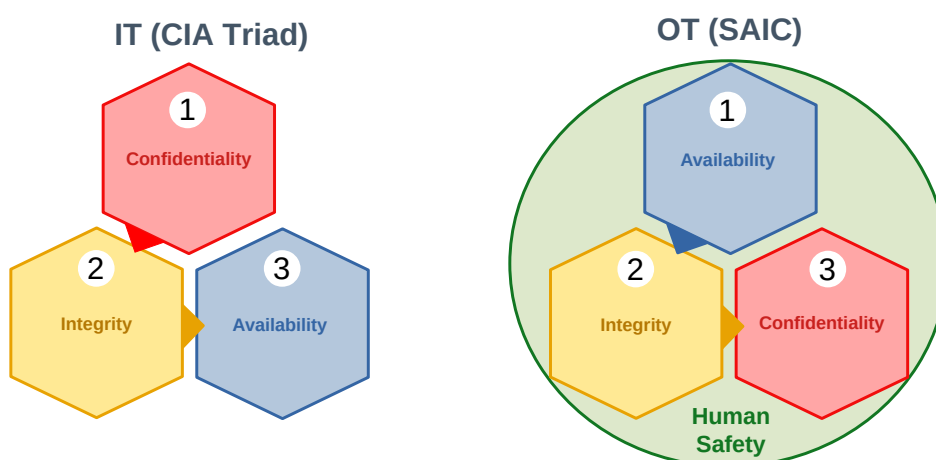 IT (CIA Triad)
1
Confidentiality
2
Integrity
3
Availability
OT (SAIC)
1
Availability
2
Integrity
3
Confidentiality
Human
Safety